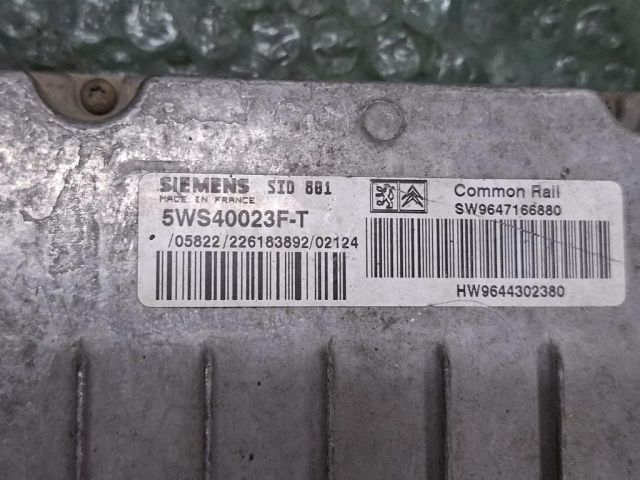 SIEMENS SID 801
MADE IN FRANCE
5WS40023F-T
/05822/226183892/02124
Common Rail
SW9647166880
HW9644302380